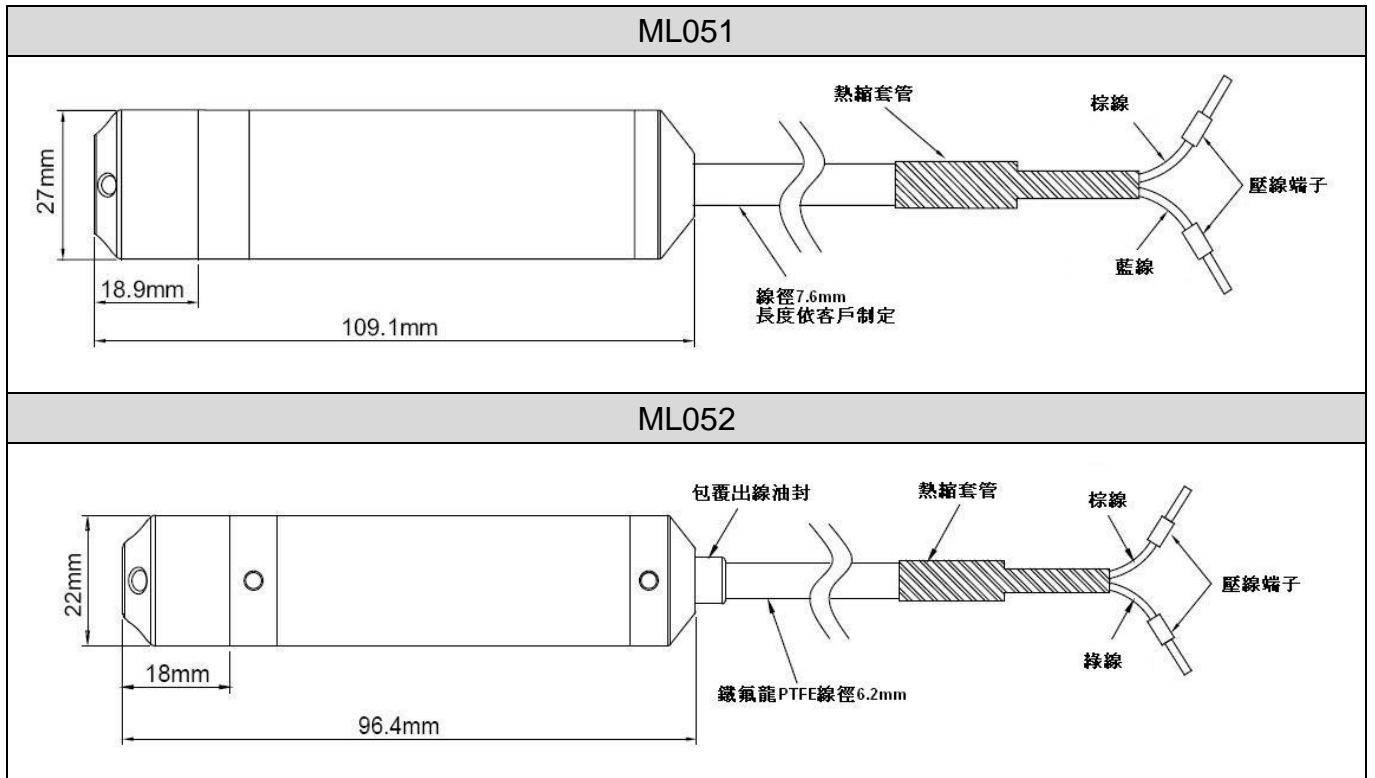 ML051
熱縮套管
棕線
壓線端子
27mm
藍線
18.9mm
線徑7.6mm
長度依客戶制定
109.1mm
ML052
包覆出線油封
熱縮套管
棕線
壓線端子
22mm
18mm
綠線
鐵氟龍PTFE線徑6.2mm
96.4mm